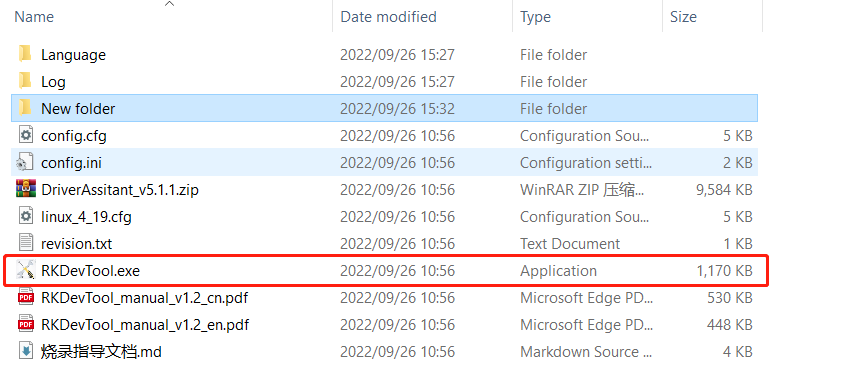 Name Date modified Type Size
Language 2022/09/26 15:27 File folder
Log 2022/09/26 15:27 File folder
New folder 2022/09/26 15:32 File folder
config.cfg 2022/09/26 10:56 Configuration Sou... 5 KB
config.ini 2022/09/26 10:56 Configuration setti... 2 KB
DriverAssitant_v5.1.1.zip 2022/09/26 10:56 WinRAR ZIP 压缩... 9,584 KB
linux_4_19.cfg 2022/09/26 10:56 Configuration Sou... 5 KB
revision.txt 2022/09/26 10:56 Text Document 1 KB
RKDevTool.exe 2022/09/26 10:56 Application 1,170 KB
RKDevTool_manual_v1.2_cn.pdf 2022/09/26 10:56 Microsoft Edge PD... 530 KB
RKDevTool_manual_v1.2_en.pdf 2022/09/26 10:56 Microsoft Edge PD... 448 KB
烧录指导文档.md 2022/09/26 10:56 Markdown Source ... 4 KB